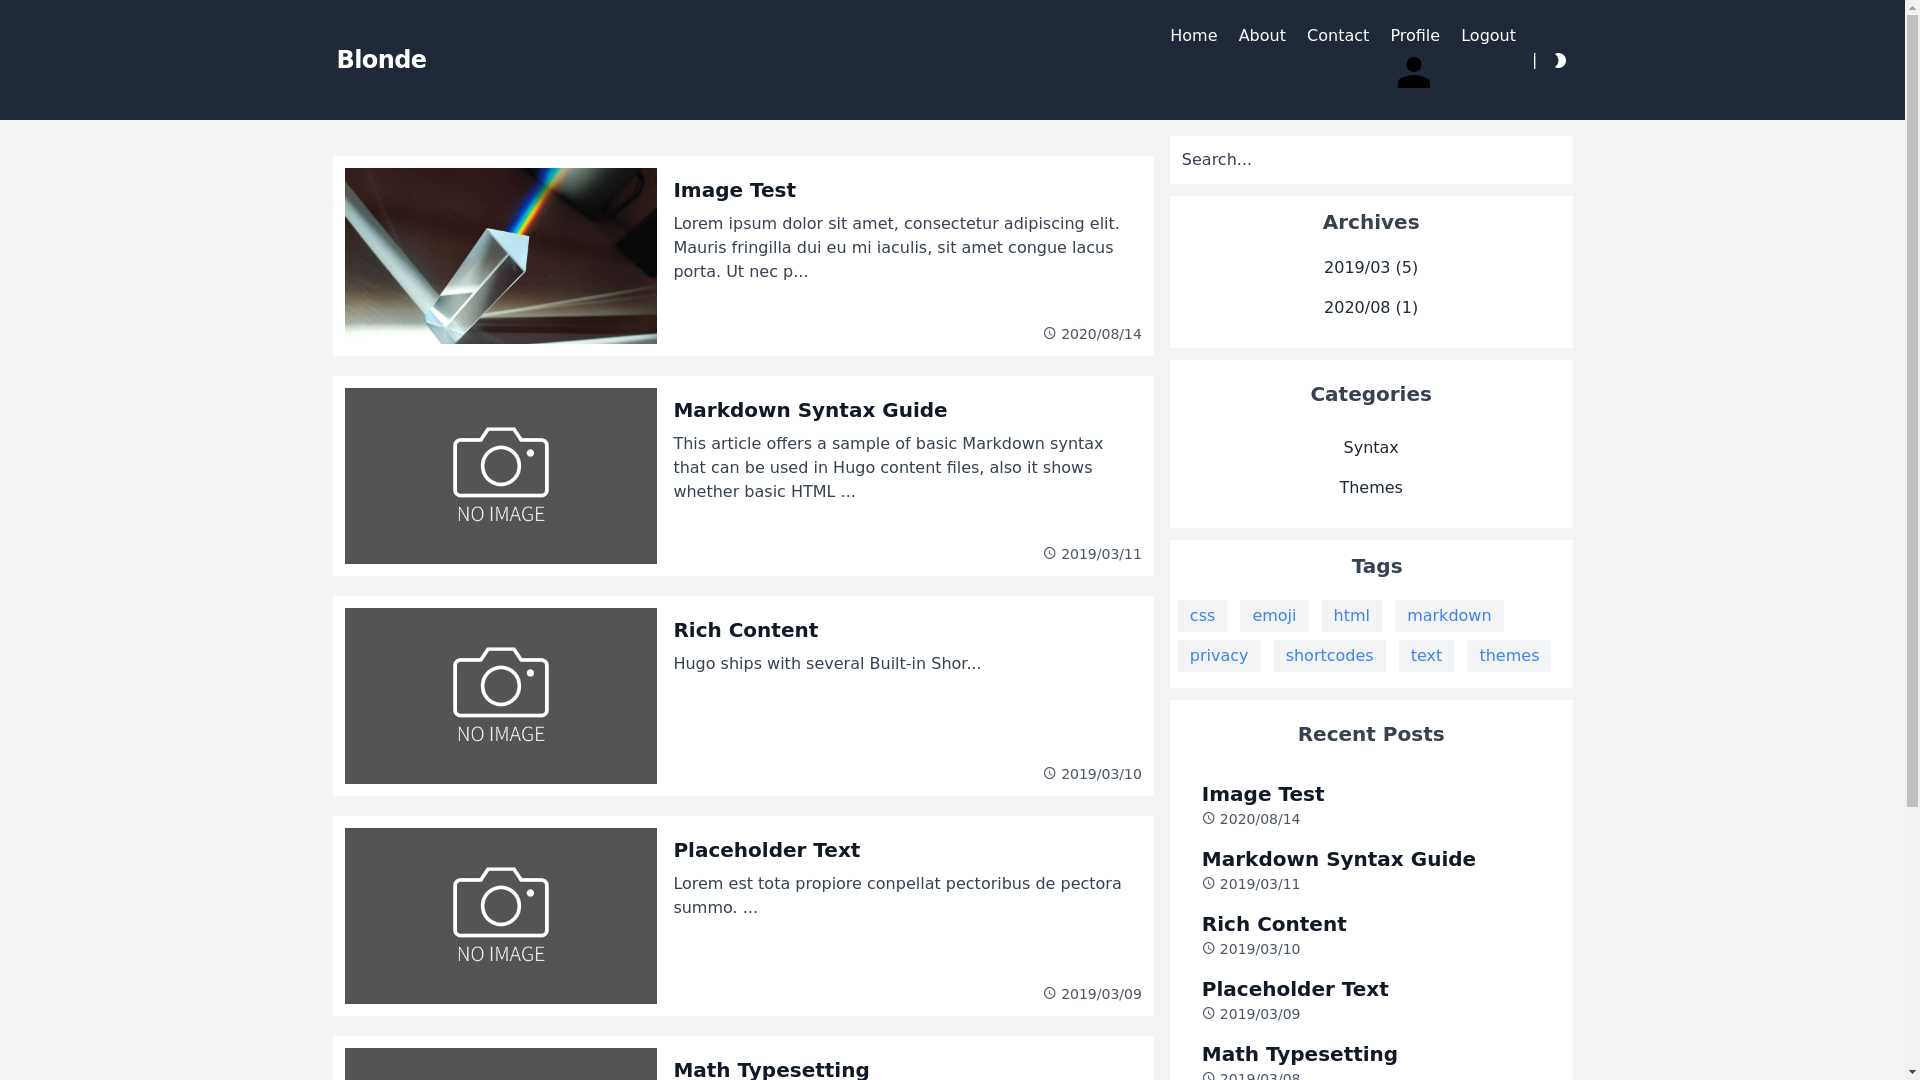 Blonde
Home About Contact Profile Logout
|
Image Test
Lorem ipsum dolor sit amet, consectetur adipiscing elit.
Mauris fringilla dui eu mi iaculis, sit amet congue lacus
porta. Ut nec p...
2020/08/14
NO IMAGE
Markdown Syntax Guide
This article offers a sample of basic Markdown syntax
that can be used in Hugo content files, also it shows
whether basic HTML ...
2019/03/11
NO IMAGE
Rich Content
Hugo ships with several Built-in Shor...
2019/03/10
NO IMAGE
Placeholder Text
Lorem est tota propiore conpellat pectoribus de pectora
summo. ...
2019/03/09
Math Typesetting
Search...
Archives
2019/03 (5)
2020/08 (1)
Categories
Syntax
Themes
Tags
css emoji html markdown
privacy shortcodes text themes
Recent Posts
Image Test
2020/08/14
Markdown Syntax Guide
2019/03/11
Rich Content
2019/03/10
Placeholder Text
2019/03/09
Math Typesetting
2019/03/08